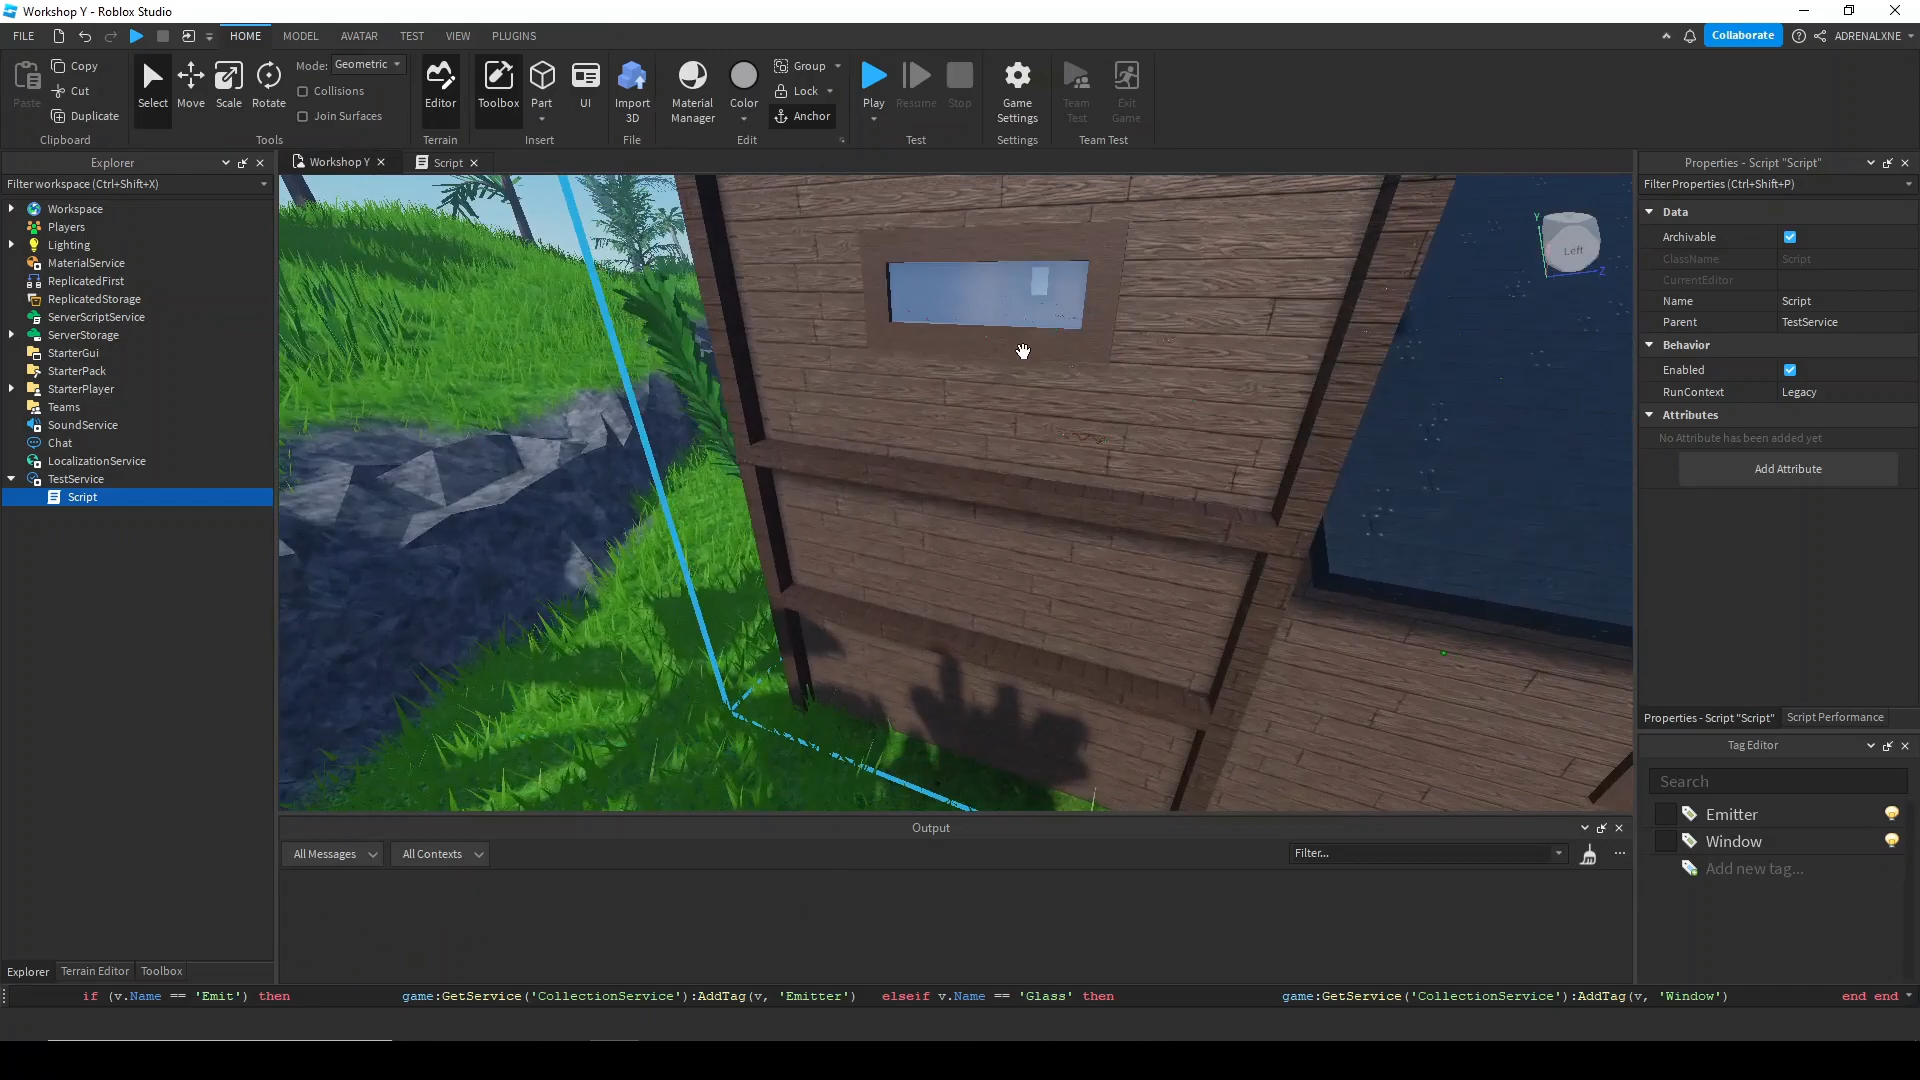 Workshop Y - Roblox Studio
FILE
HOME
MODEL
AVATAR
TEST
VIEW
PLUGINS
Collaborate
ADRENALXNE
Paste
Copy
Cut
Duplicate
Clipboard
Select
Move
Scale
Rotate
Mode:
Geometric
Collisions
Join Surfaces
Tools
Editor
Terrain
Toolbox
Part
UI
Insert
Import
3D
File
Material
Manager
Color
Group
Lock
Anchor
Edit
Play
Resume
Stop
Test
Game
Settings
Settings
Team
Test
Exit
Game
Team Test
Explorer
Filter workspace (Ctrl+Shift+X)
Workspace
Players
Lighting
MaterialService
ReplicatedFirst
ReplicatedStorage
ServerScriptService
ServerStorage
StarterGui
StarterPack
StarterPlayer
Teams
SoundService
Chat
LocalizationService
TestService
Script
Explorer
Terrain Editor
Toolbox
Workshop Y
Script
Y
Left
Z
Output
All Messages
All Contexts
Filter...
Properties - Script "Script"
Filter Properties (Ctrl+Shift+P)
Data
Archivable
ClassName Script
CurrentEditor
Name Script
Parent TestService
Behavior
Enabled
RunContext Legacy
Attributes
No Attribute has been added yet
Add Attribute
Properties - Script "Script"
Script Performance
Tag Editor
Search
Emitter
Window
Add new tag...
if (v.Name == 'Emit') then game:GetService('CollectionService'):AddTag(v, 'Emitter') elseif v.Name == 'Glass' then game:GetService('CollectionService'):AddTag(v, 'Window') end end